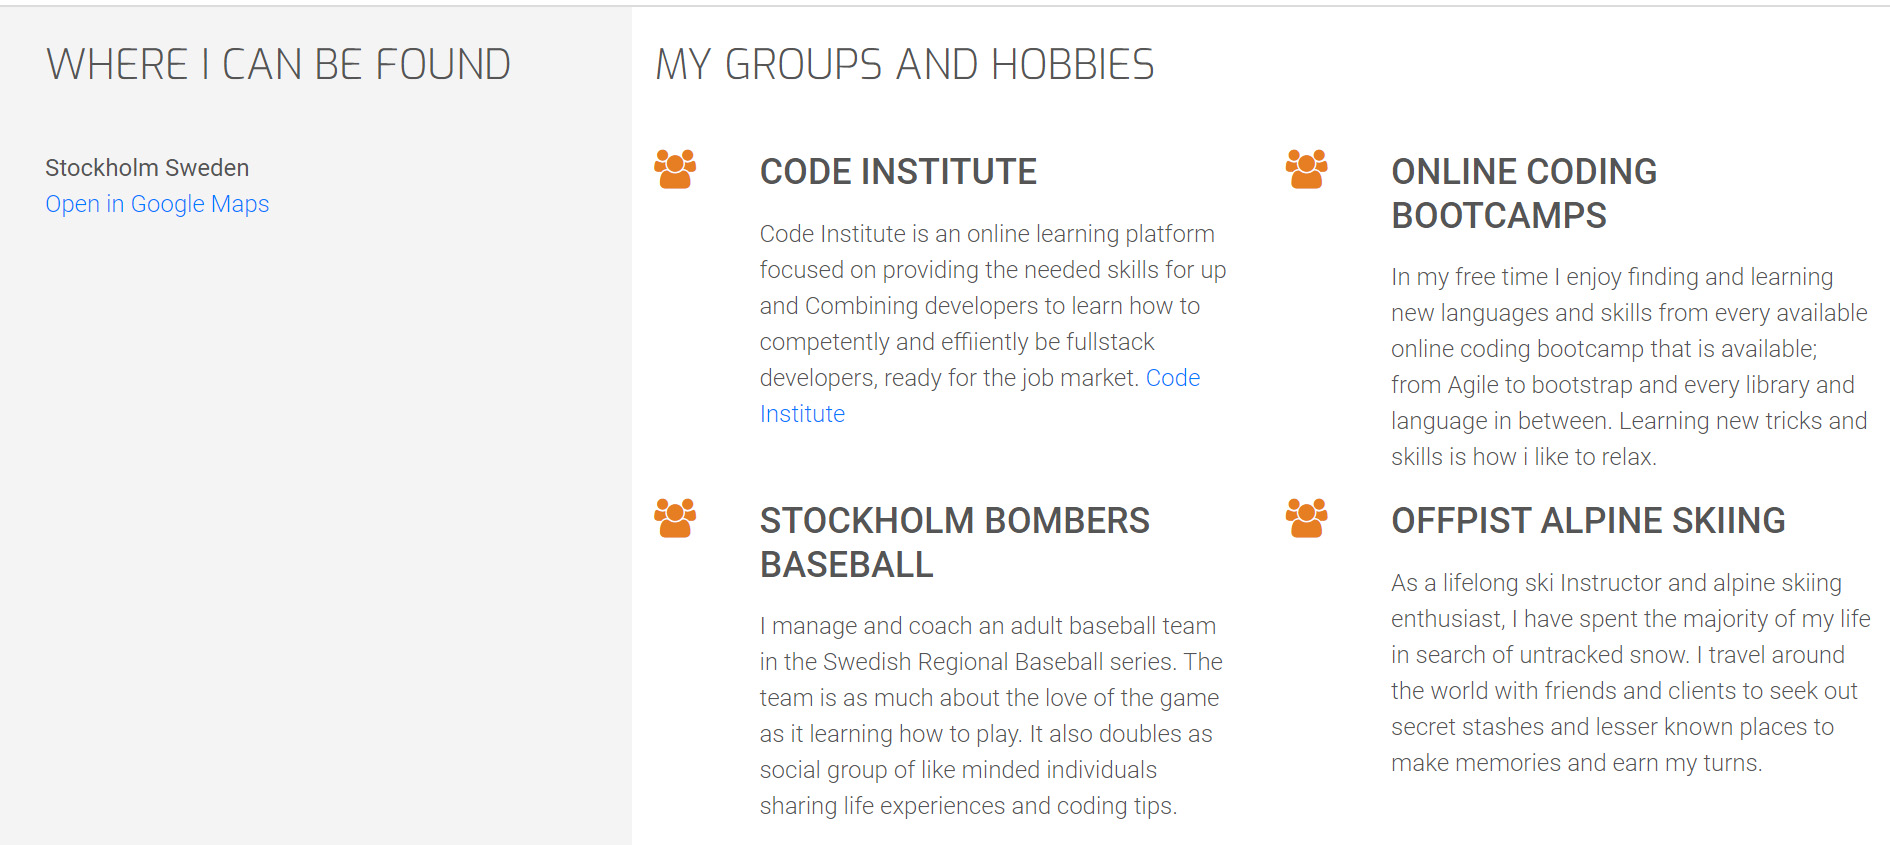 WHERE I CAN BE FOUND
Stockholm Sweden
Open in Google Maps
MY GROUPS AND HOBBIES
CODE INSTITUTE
Code Institute is an online learning platform
focused on providing the needed skills for up
and Combining developers to learn how to
competently and effiiently be fullstack
developers, ready for the job market. Code
Institute
ONLINE CODING
BOOTCAMPS
In my free time I enjoy finding and learning
new languages and skills from every available
online coding bootcamp that is available;
from Agile to bootstrap and every library and
language in between. Learning new tricks and
skills is how i like to relax.
STOCKHOLM BOMBERS
BASEBALL
I manage and coach an adult baseball team
in the Swedish Regional Baseball series. The
team is as much about the love of the game
as it learning how to play. It also doubles as
social group of like minded individuals
sharing life experiences and coding tips.
OFFPIST ALPINE SKIING
As a lifelong ski Instructor and alpine skiing
enthusiast, I have spent the majority of my life
in search of untracked snow. I travel around
the world with friends and clients to seek out
secret stashes and lesser known places to
make memories and earn my turns.